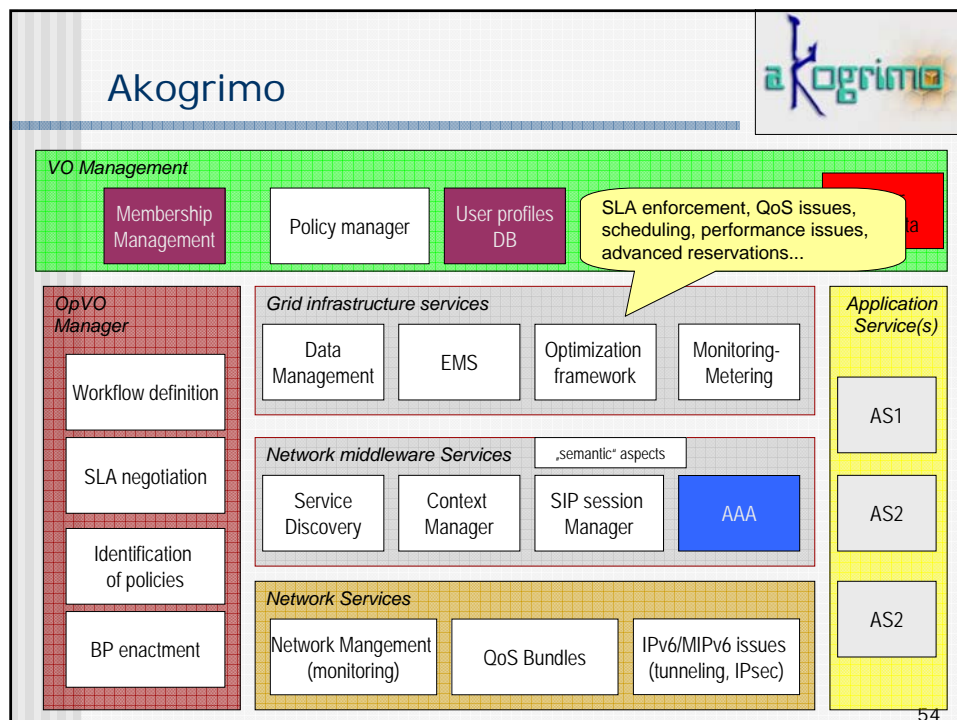 Akogrimo
akogrimo
VO Management
Membership
Management
Policy manager
User profiles
DB
SLA enforcement, QoS issues,
scheduling, performance issues,
advanced reservations...
OpVO
Manager
Workflow definition
SLA negotiation
Identification
of policies
BP enactment
Grid infrastructure services
Data
Management
EMS
Optimization
framework
Monitoring-
Metering
Network middleware Services
„semantic“ aspects
Service
Discovery
Context
Manager
SIP session
Manager
AAA
Network Services
Network Mangement
(monitoring)
QoS Bundles
IPv6/MIPv6 issues
(tunneling, IPsec)
Application
Service(s)
AS1
AS2
AS2
54